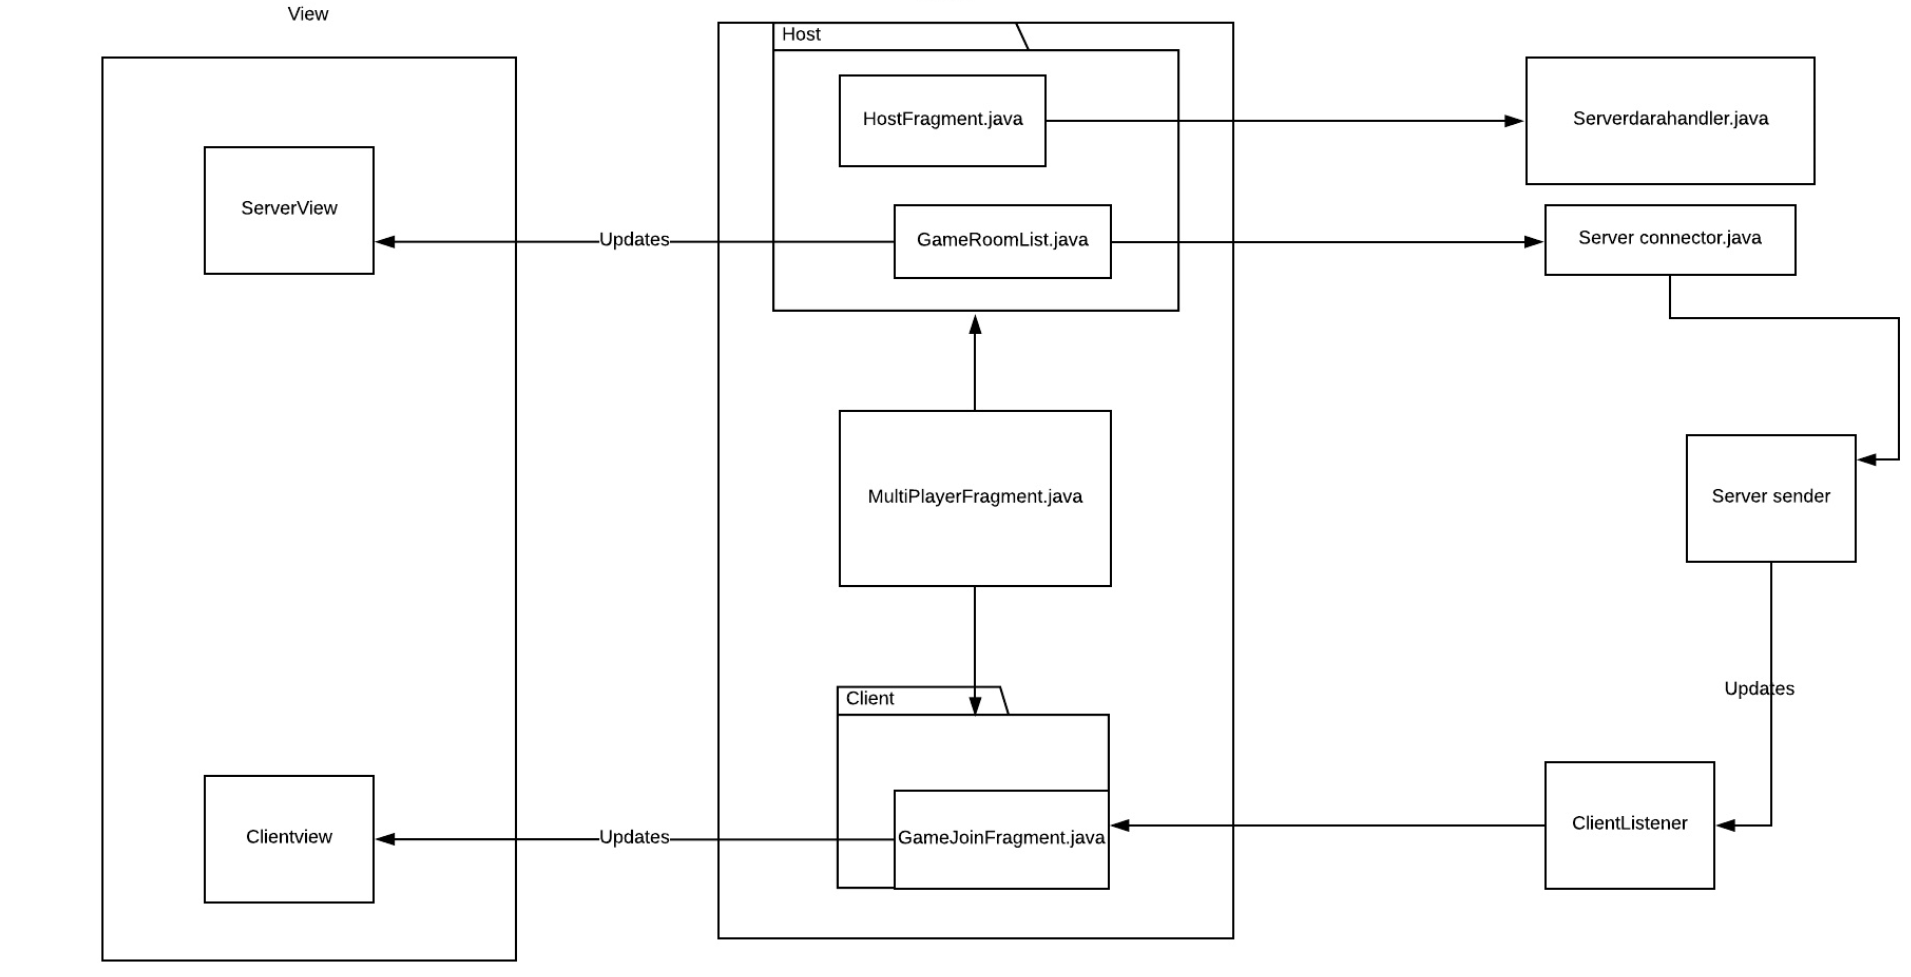 View
Host
HostFragment.java
Serverdarahandler.java
ServerView
Updates
GameRoomList.java
Server connector.java
MultiPlayerFragment.java
Server sender
Client
Updates
Clientview
Updates
GameJoinFragment.java
ClientListener